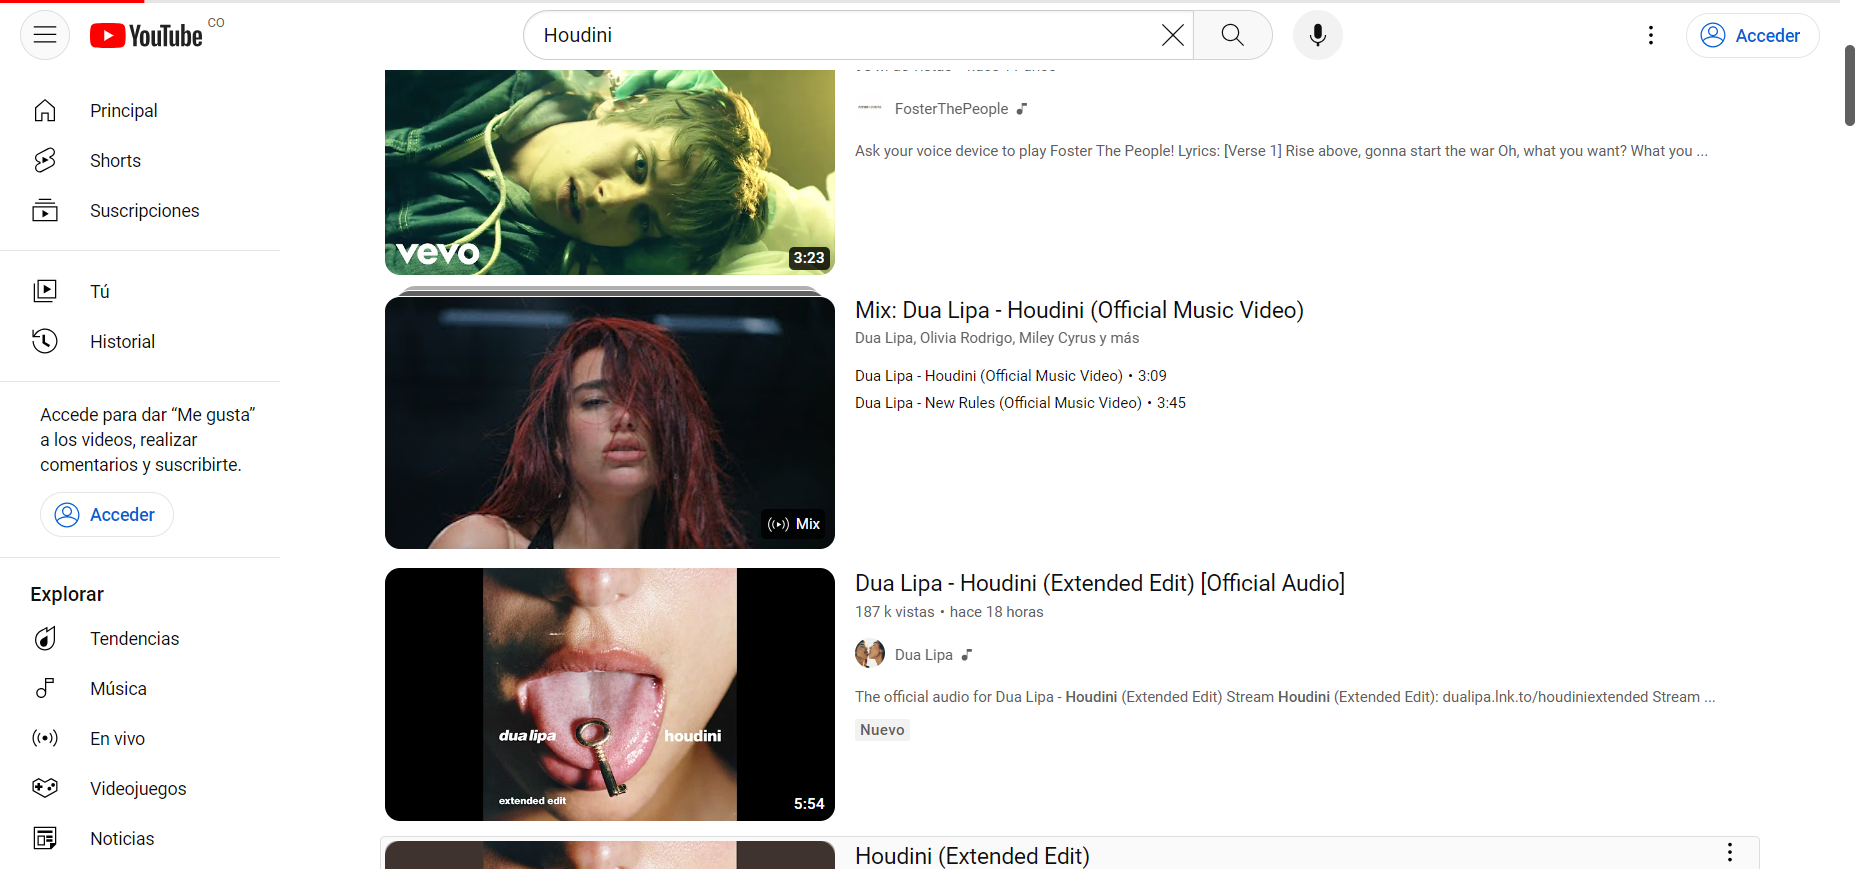 YouTube CO
Houdini
Acceder
Principal
Shorts
Suscripciones
Tú
Historial
Accede para dar “Me gusta”
a los videos, realizar
comentarios y suscribirte.
Acceder
Explorar
Tendencias
Música
En vivo
Videojuegos
Noticias
vevo
3:23
FosterThePeople
Ask your voice device to play Foster The People! Lyrics: [Verse 1] Rise above, gonna start the war Oh, what you want? What you ...
Mix
Mix: Dua Lipa - Houdini (Official Music Video)
Dua Lipa, Olivia Rodrigo, Miley Cyrus y más
Dua Lipa - Houdini (Official Music Video) • 3:09
Dua Lipa - New Rules (Official Music Video) • 3:45
dua lipa houdini
extended edit
5:54
Dua Lipa - Houdini (Extended Edit) [Official Audio]
187 k vistas • hace 18 horas
Dua Lipa
The official audio for Dua Lipa - Houdini (Extended Edit) Stream Houdini (Extended Edit): dualipa.lnk.to/houdiniextended Stream ...
Nuevo
Houdini (Extended Edit)